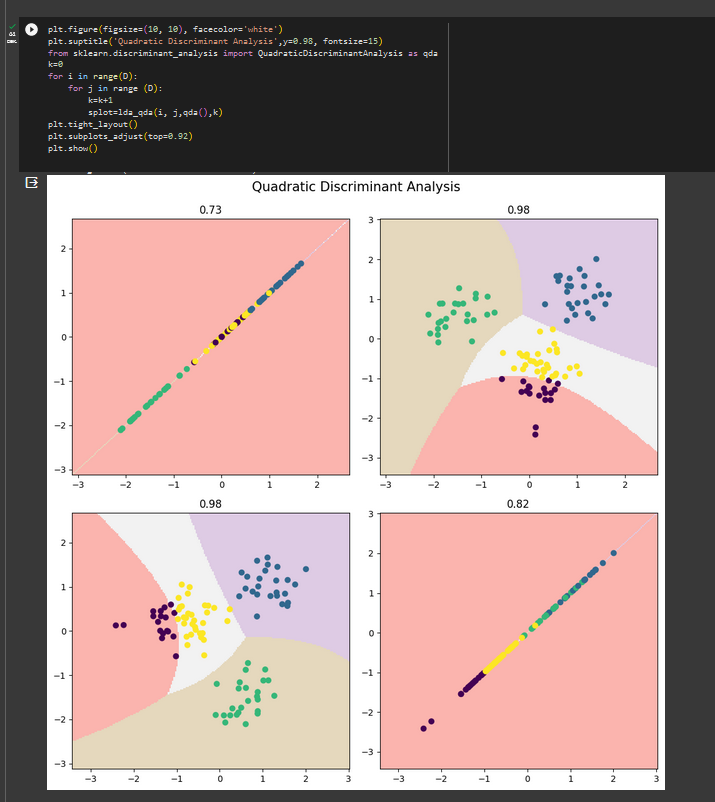 plt.figure(figsize=(10, 10), facecolor='white')
plt.suptitle('Quadratic Discriminant Analysis',y=0.98, fontsize=15)
from sklearn.discriminant_analysis import QuadraticDiscriminantAnalysis as qda
k=0
for i in range(D):
    for j in range (D):
        k=k+1
        splot=lda_qda(i, j,qda(),k)
plt.tight_layout()
plt.subplots_adjust(top=0.92)
plt.show()
Quadratic Discriminant Analysis
0.73 0.98
2 1 0 −1 −2 −3
−3 −2 −1 0 1 2
3 2 1 0 −1 −2 −3
−3 −2 −1 0 1 2
0.98 0.82
2 1 0 −1 −2 −3
−3 −2 −1 0 1 2 3
3 2 1 0 −1 −2 −3
−3 −2 −1 0 1 2 3